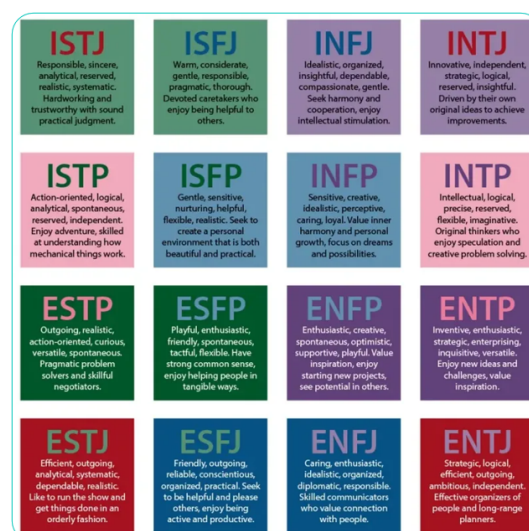 ISTJ
Responsible, sincere,
analytical, reserved,
realistic, systematic.
Hardworking and
trustworthy with sound
practical judgment.
ISFJ
Warm, considerate,
gentle, responsible,
pragmatic, thorough.
Devoted caretakers who
enjoy being helpful to
others.
INFJ
Idealistic, organized,
insightful, dependable,
compassionate, gentle.
Seek harmony and
cooperation, enjoy
intellectual stimulation.
INTJ
Innovative, independent,
strategic, logical,
reserved, insightful.
Driven by their own
original ideas to achieve
improvements.
ISTP
Action-oriented, logical,
analytical, spontaneous,
reserved, independent.
Enjoy adventure, skilled
at understanding how
mechanical things work.
ISFP
Gentle, sensitive,
nurturing, helpful,
flexible, realistic. Seek to
create a personal
environment that is both
beautiful and practical.
INFP
Sensitive, creative,
idealistic, perceptive,
caring, loyal. Value inner
harmony and personal
growth, focus on dreams
and possibilities.
INTP
Intellectual, logical,
precise, reserved,
flexible, imaginative.
Original thinkers who
enjoy speculation and
creative problem solving.
ESTP
Outgoing, realistic,
action-oriented, curious,
versatile, spontaneous.
Pragmatic problem
solvers and skillful
negotiators.
ESFP
Playful, enthusiastic,
friendly, spontaneous,
tactful, flexible. Have
strong common sense,
enjoy helping people in
tangible ways.
ENFP
Enthusiastic, creative,
spontaneous, optimistic,
supportive, playful. Value
inspiration, enjoy
starting new projects,
see potential in others.
ENTP
Inventive, enthusiastic,
strategic, enterprising,
inquisitive, versatile.
Enjoy new ideas and
challenges, value
inspiration.
ESTJ
Efficient, outgoing,
analytical, systematic,
dependable, realistic.
Like to run the show and
get things done in an
orderly fashion.
ESFJ
Friendly, outgoing,
reliable, conscientious,
organized, practical. Seek
to be helpful and please
others, enjoy being
active and productive.
ENFJ
Caring, enthusiastic,
idealistic, organized,
diplomatic, responsible.
Skilled communicators
who value connection
with people.
ENTJ
Strategic, logical,
efficient, outgoing,
ambitious, independent.
Effective organizers of
people and long-range
planners.